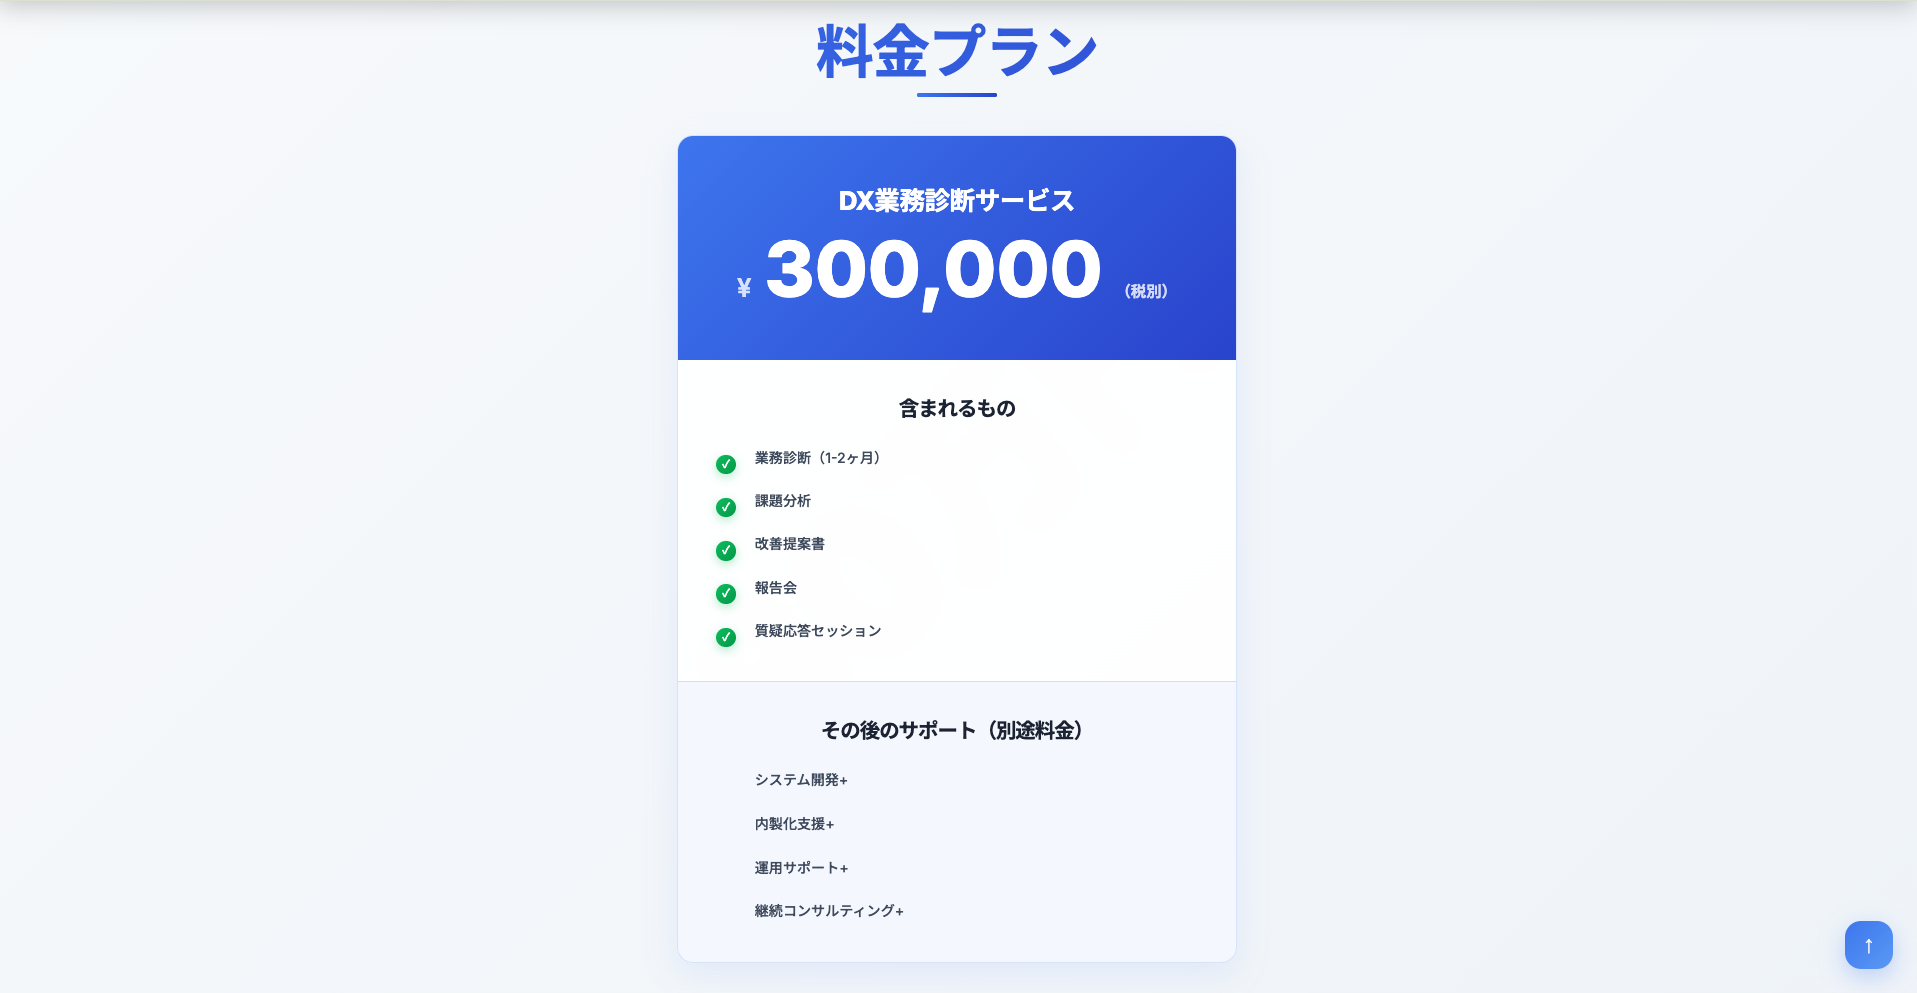 料金プラン
DX業務診断サービス
¥ 300,000 （税別）
含まれるもの
✓ 業務診断（1-2ヶ月）
✓ 課題分析
✓ 改善提案書
✓ 報告会
✓ 質疑応答セッション
その後のサポート（別途料金）
システム開発+
内製化支援+
運用サポート+
継続コンサルティング+
↑